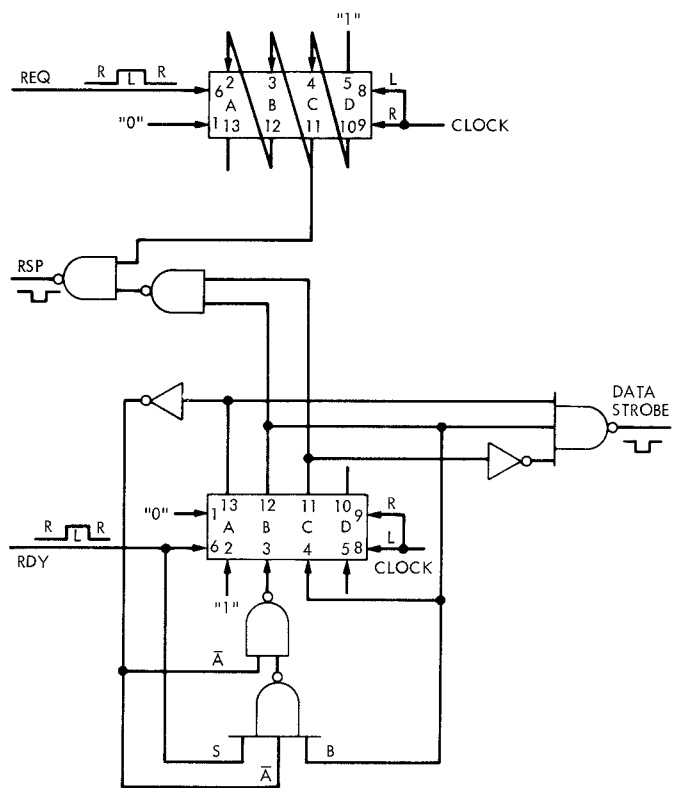 "1"
R L R
REQ
2 3 4 5
6 A B C D 8
L
"0"
1 13 12 11 10 9
R
CLOCK
RSP
DATA
STROBE
13 12 11 10
"0"
1 A B C D 9
R
R L R
6 2 3 4 5 8
L
RDY
CLOCK
"1"
A̅
S
A̅
B